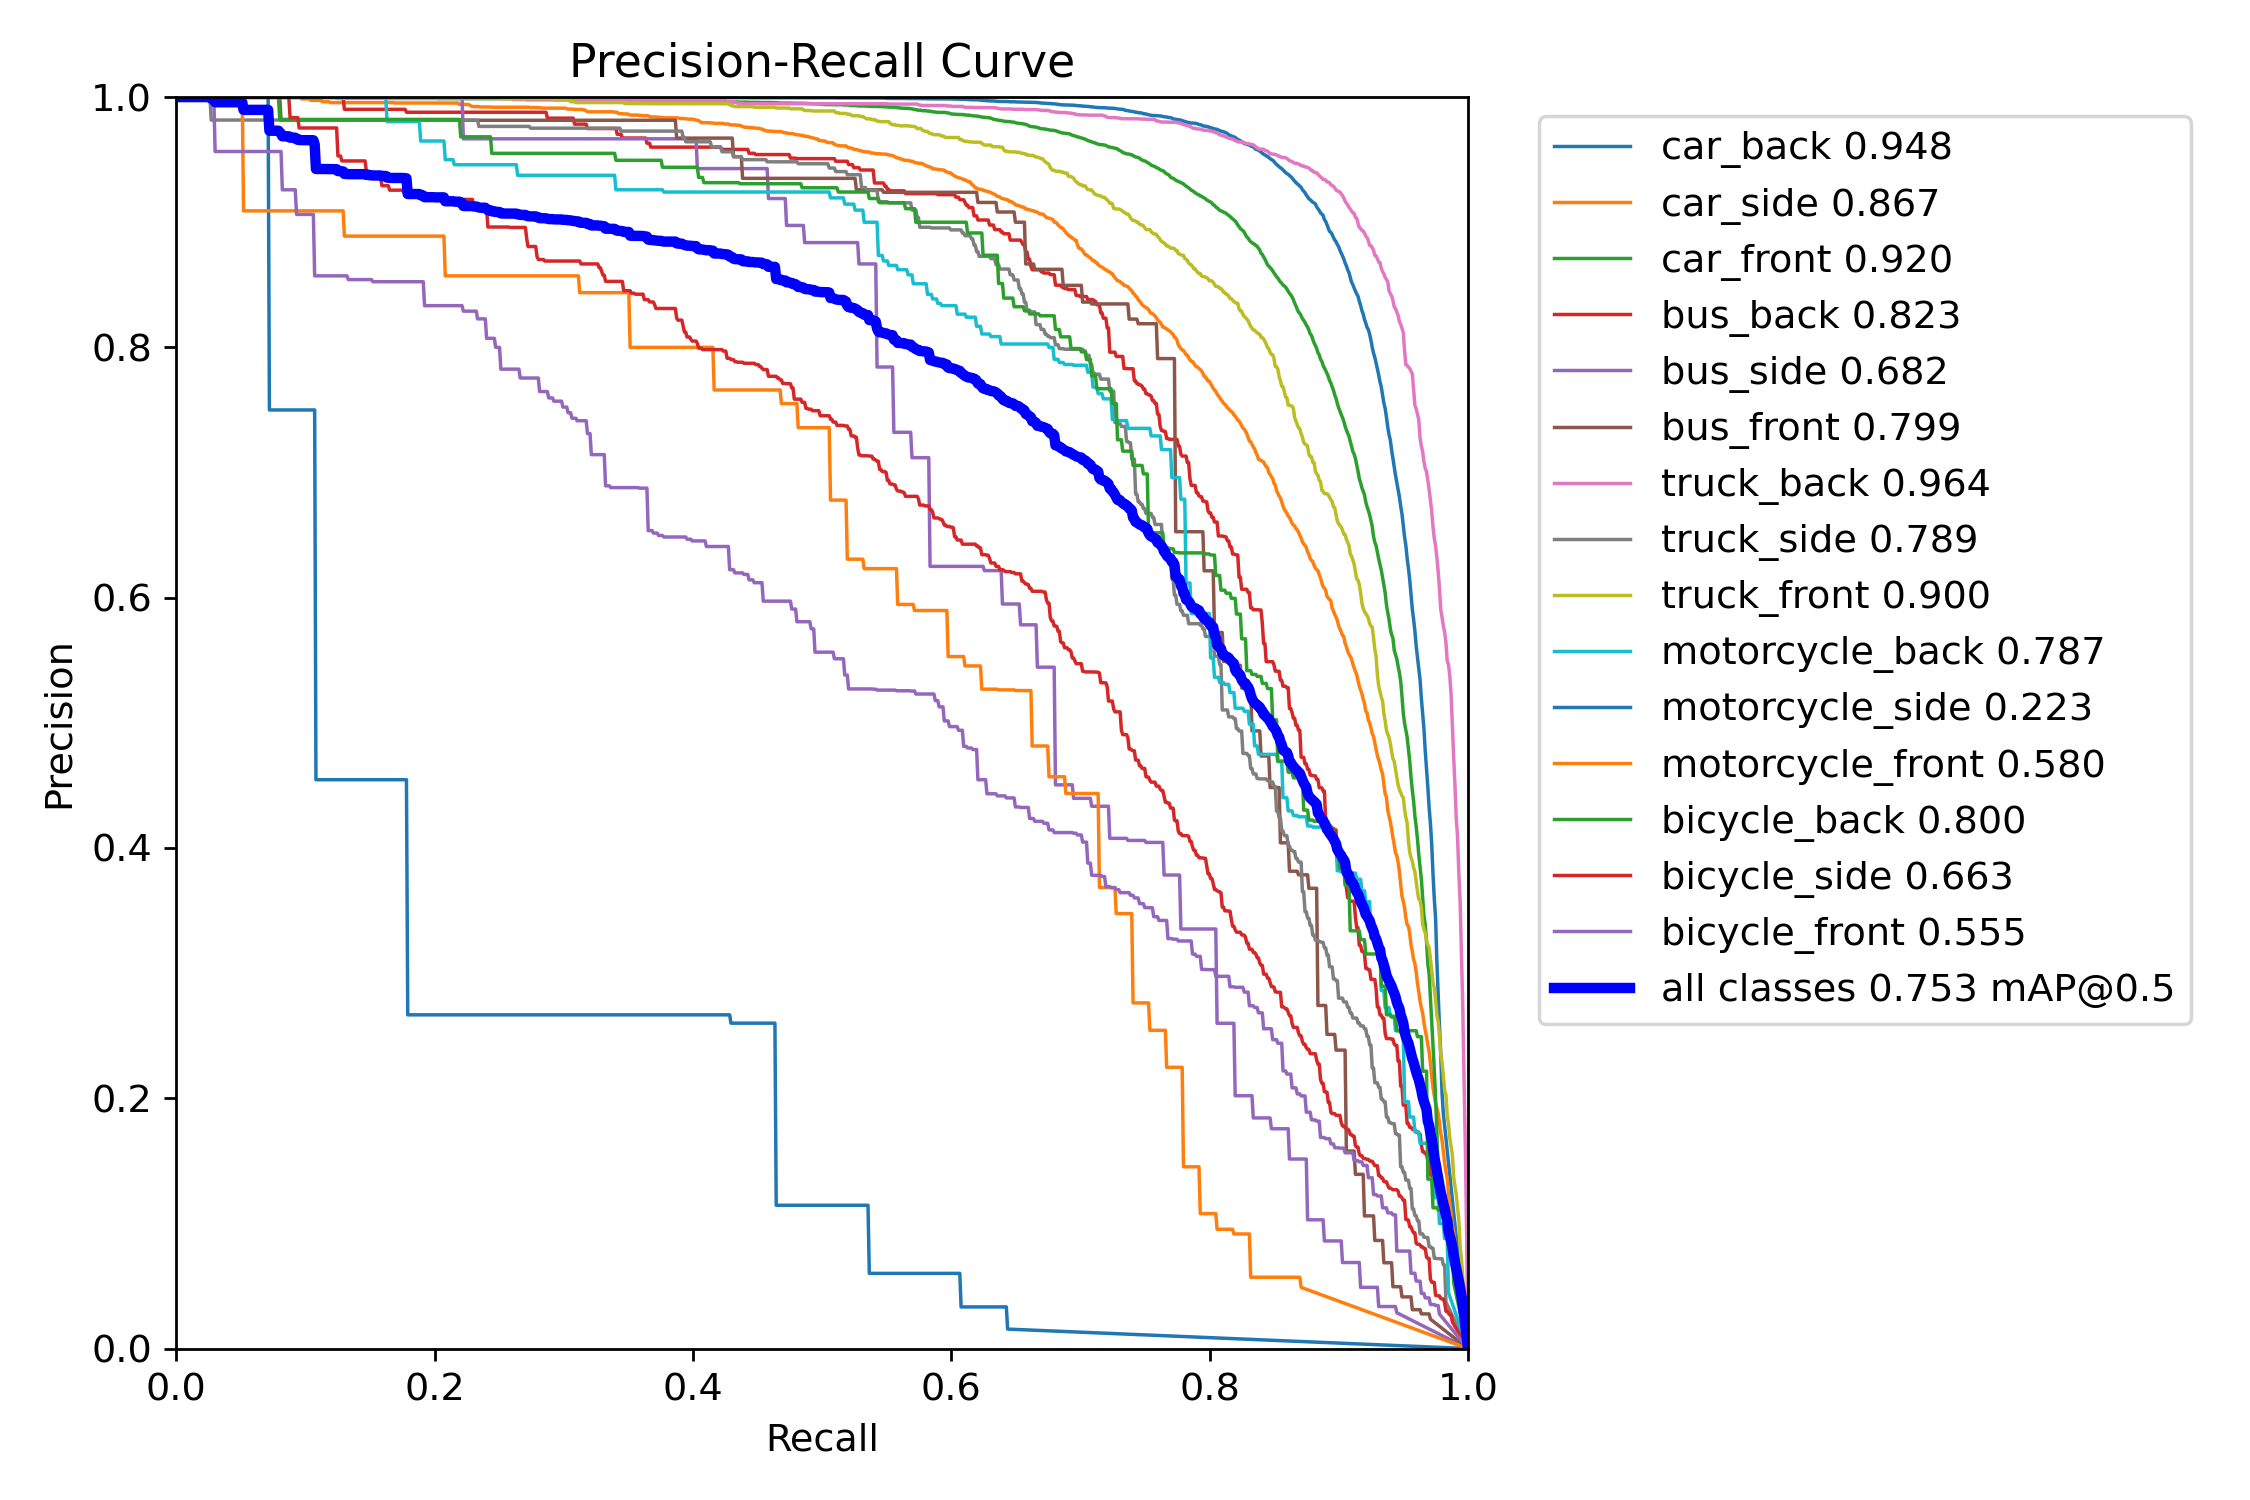 Precision-Recall Curve
1.0
0.8
0.6
0.4
0.2
0.0
Precision
0.0 0.2 0.4 0.6 0.8 1.0
Recall
car_back 0.948
car_side 0.867
car_front 0.920
bus_back 0.823
bus_side 0.682
bus_front 0.799
truck_back 0.964
truck_side 0.789
truck_front 0.900
motorcycle_back 0.787
motorcycle_side 0.223
motorcycle_front 0.580
bicycle_back 0.800
bicycle_side 0.663
bicycle_front 0.555
all classes 0.753 mAP@0.5